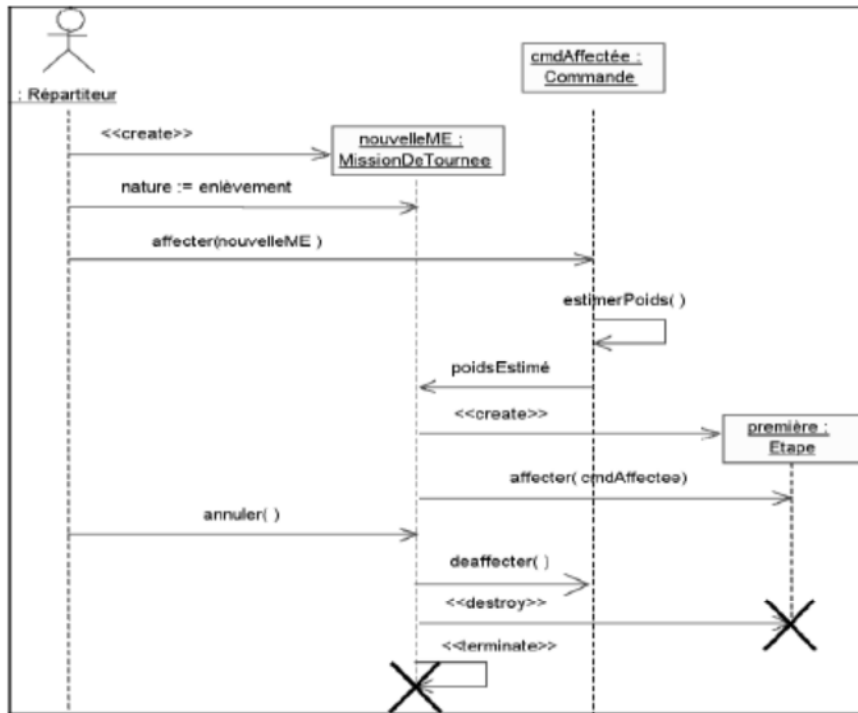 cmdAffectée :
Commande
: Répartiteur
<<create>>
nouvelleME :
MissionDeTournee
nature := enlèvement
affecter(nouvelleME )
estimerPoids( )
poidsEstimé
<<create>>
première :
Etape
affecter( cmdAffectee)
annuler( )
deaffecter( )
<<destroy>>
<<terminate>>